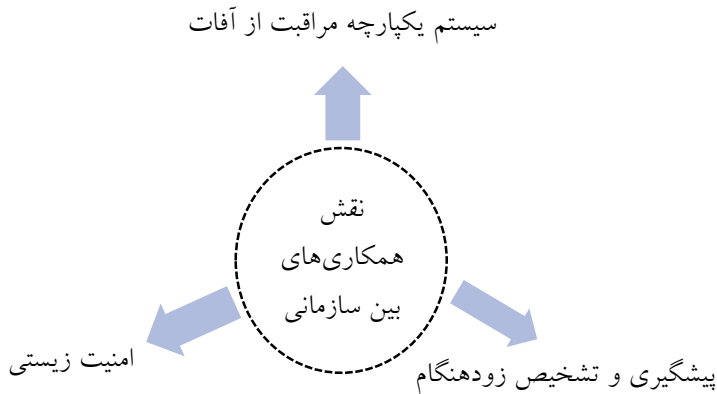 سیستم یکپارچه مراقبت از آفات
نقش
همکاری‌های
بین سازمانی
پیشگیری و تشخیص زودهنگام
امنیت زیستی